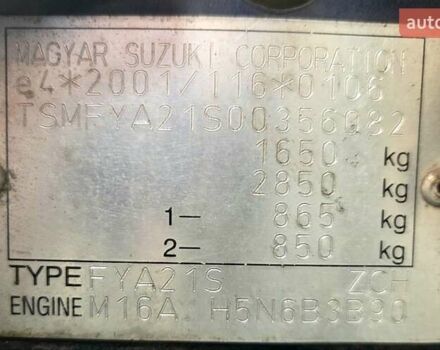 auto
MAGYAR SUZUKI CORPORATION
e4*2001/116*0106
TSMFYA21S00356082
1650 kg
2850 kg
1– 865 kg
2– 850 kg
TYPE FYA21S ZCH
ENGINE M16A H5N6B3B90